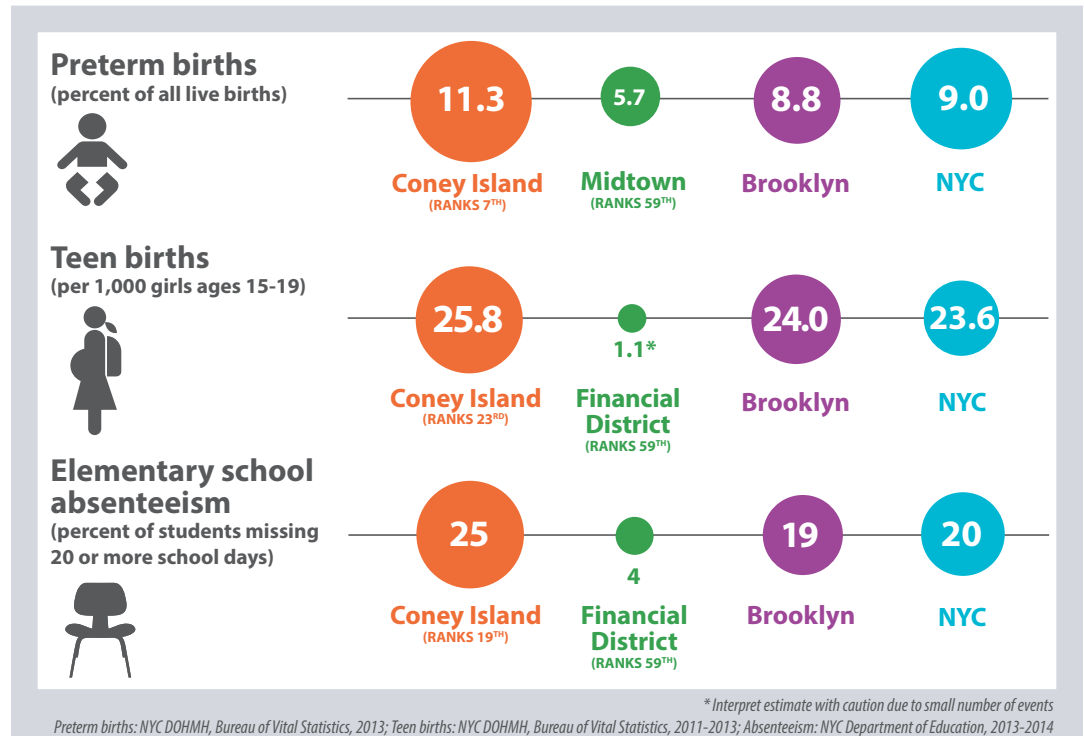 Preterm births
(percent of all live births)
11.3
5.7
8.8
9.0
Coney Island
(RANKS 7TH)
Midtown
(RANKS 59TH)
Brooklyn
NYC
Teen births
(per 1,000 girls ages 15-19)
25.8
1.1*
24.0
23.6
Coney Island
(RANKS 23RD)
Financial
District
(RANKS 59TH)
Brooklyn
NYC
Elementary school
absenteeism
(percent of students missing
20 or more school days)
25
4
19
20
Coney Island
(RANKS 19TH)
Financial
District
(RANKS 59TH)
Brooklyn
NYC
* Interpret estimate with caution due to small number of events
Preterm births: NYC DOHMH, Bureau of Vital Statistics, 2013; Teen births: NYC DOHMH, Bureau of Vital Statistics, 2011-2013; Absenteeism: NYC Department of Education, 2013-2014